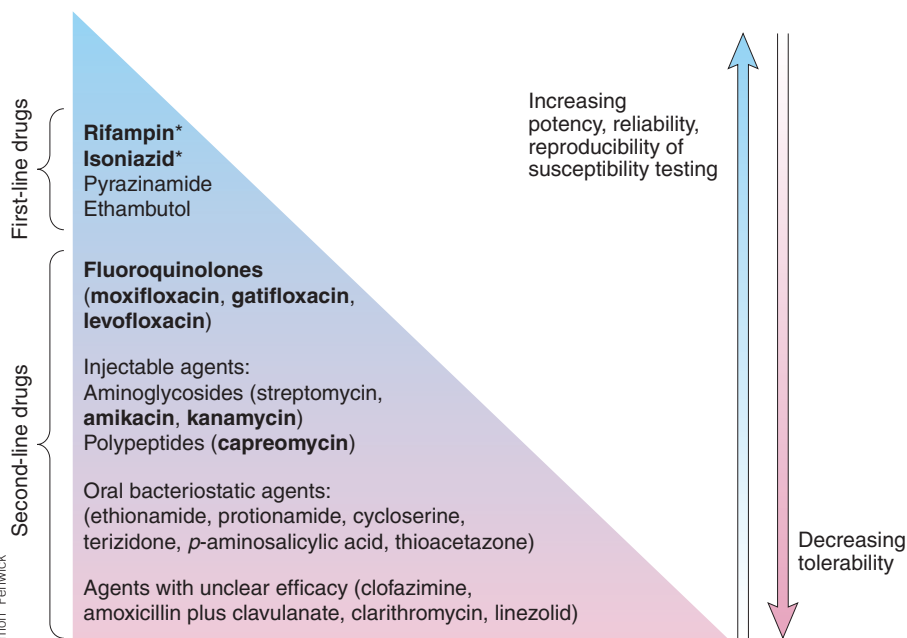 First-line drugs
Rifampin*
Isoniazid*
Pyrazinamide
Ethambutol
Second-line drugs
Fluoroquinolones
(moxifloxacin, gatifloxacin,
levofloxacin)
Injectable agents:
Aminoglycosides (streptomycin,
amikacin, kanamycin)
Polypeptides (capreomycin)
Oral bacteriostatic agents:
(ethionamide, protionamide, cycloserine,
terizidone, p-aminosalicylic acid, thioacetazone)
Agents with unclear efficacy (clofazimine,
amoxicillin plus clavulanate, clarithromycin, linezolid)
Increasing
potency, reliability,
reproducibility of
susceptibility testing
Decreasing
tolerability
Fenwick